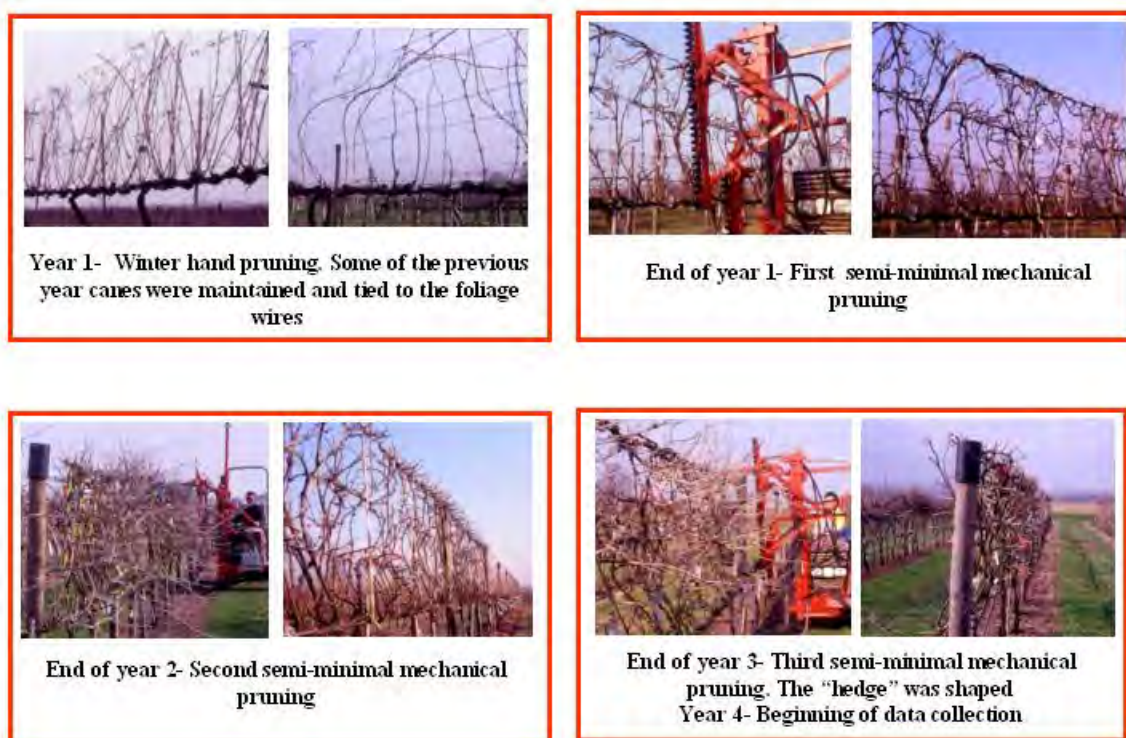 Year 1- Winter hand pruning. Some of the previous
year canes were maintained and tied to the foliage
wires
End of year 1- First semi-minimal mechanical
pruning
End of year 2- Second semi-minimal mechanical
pruning
End of year 3- Third semi-minimal mechanical
pruning. The “hedge” was shaped
Year 4- Beginning of data collection